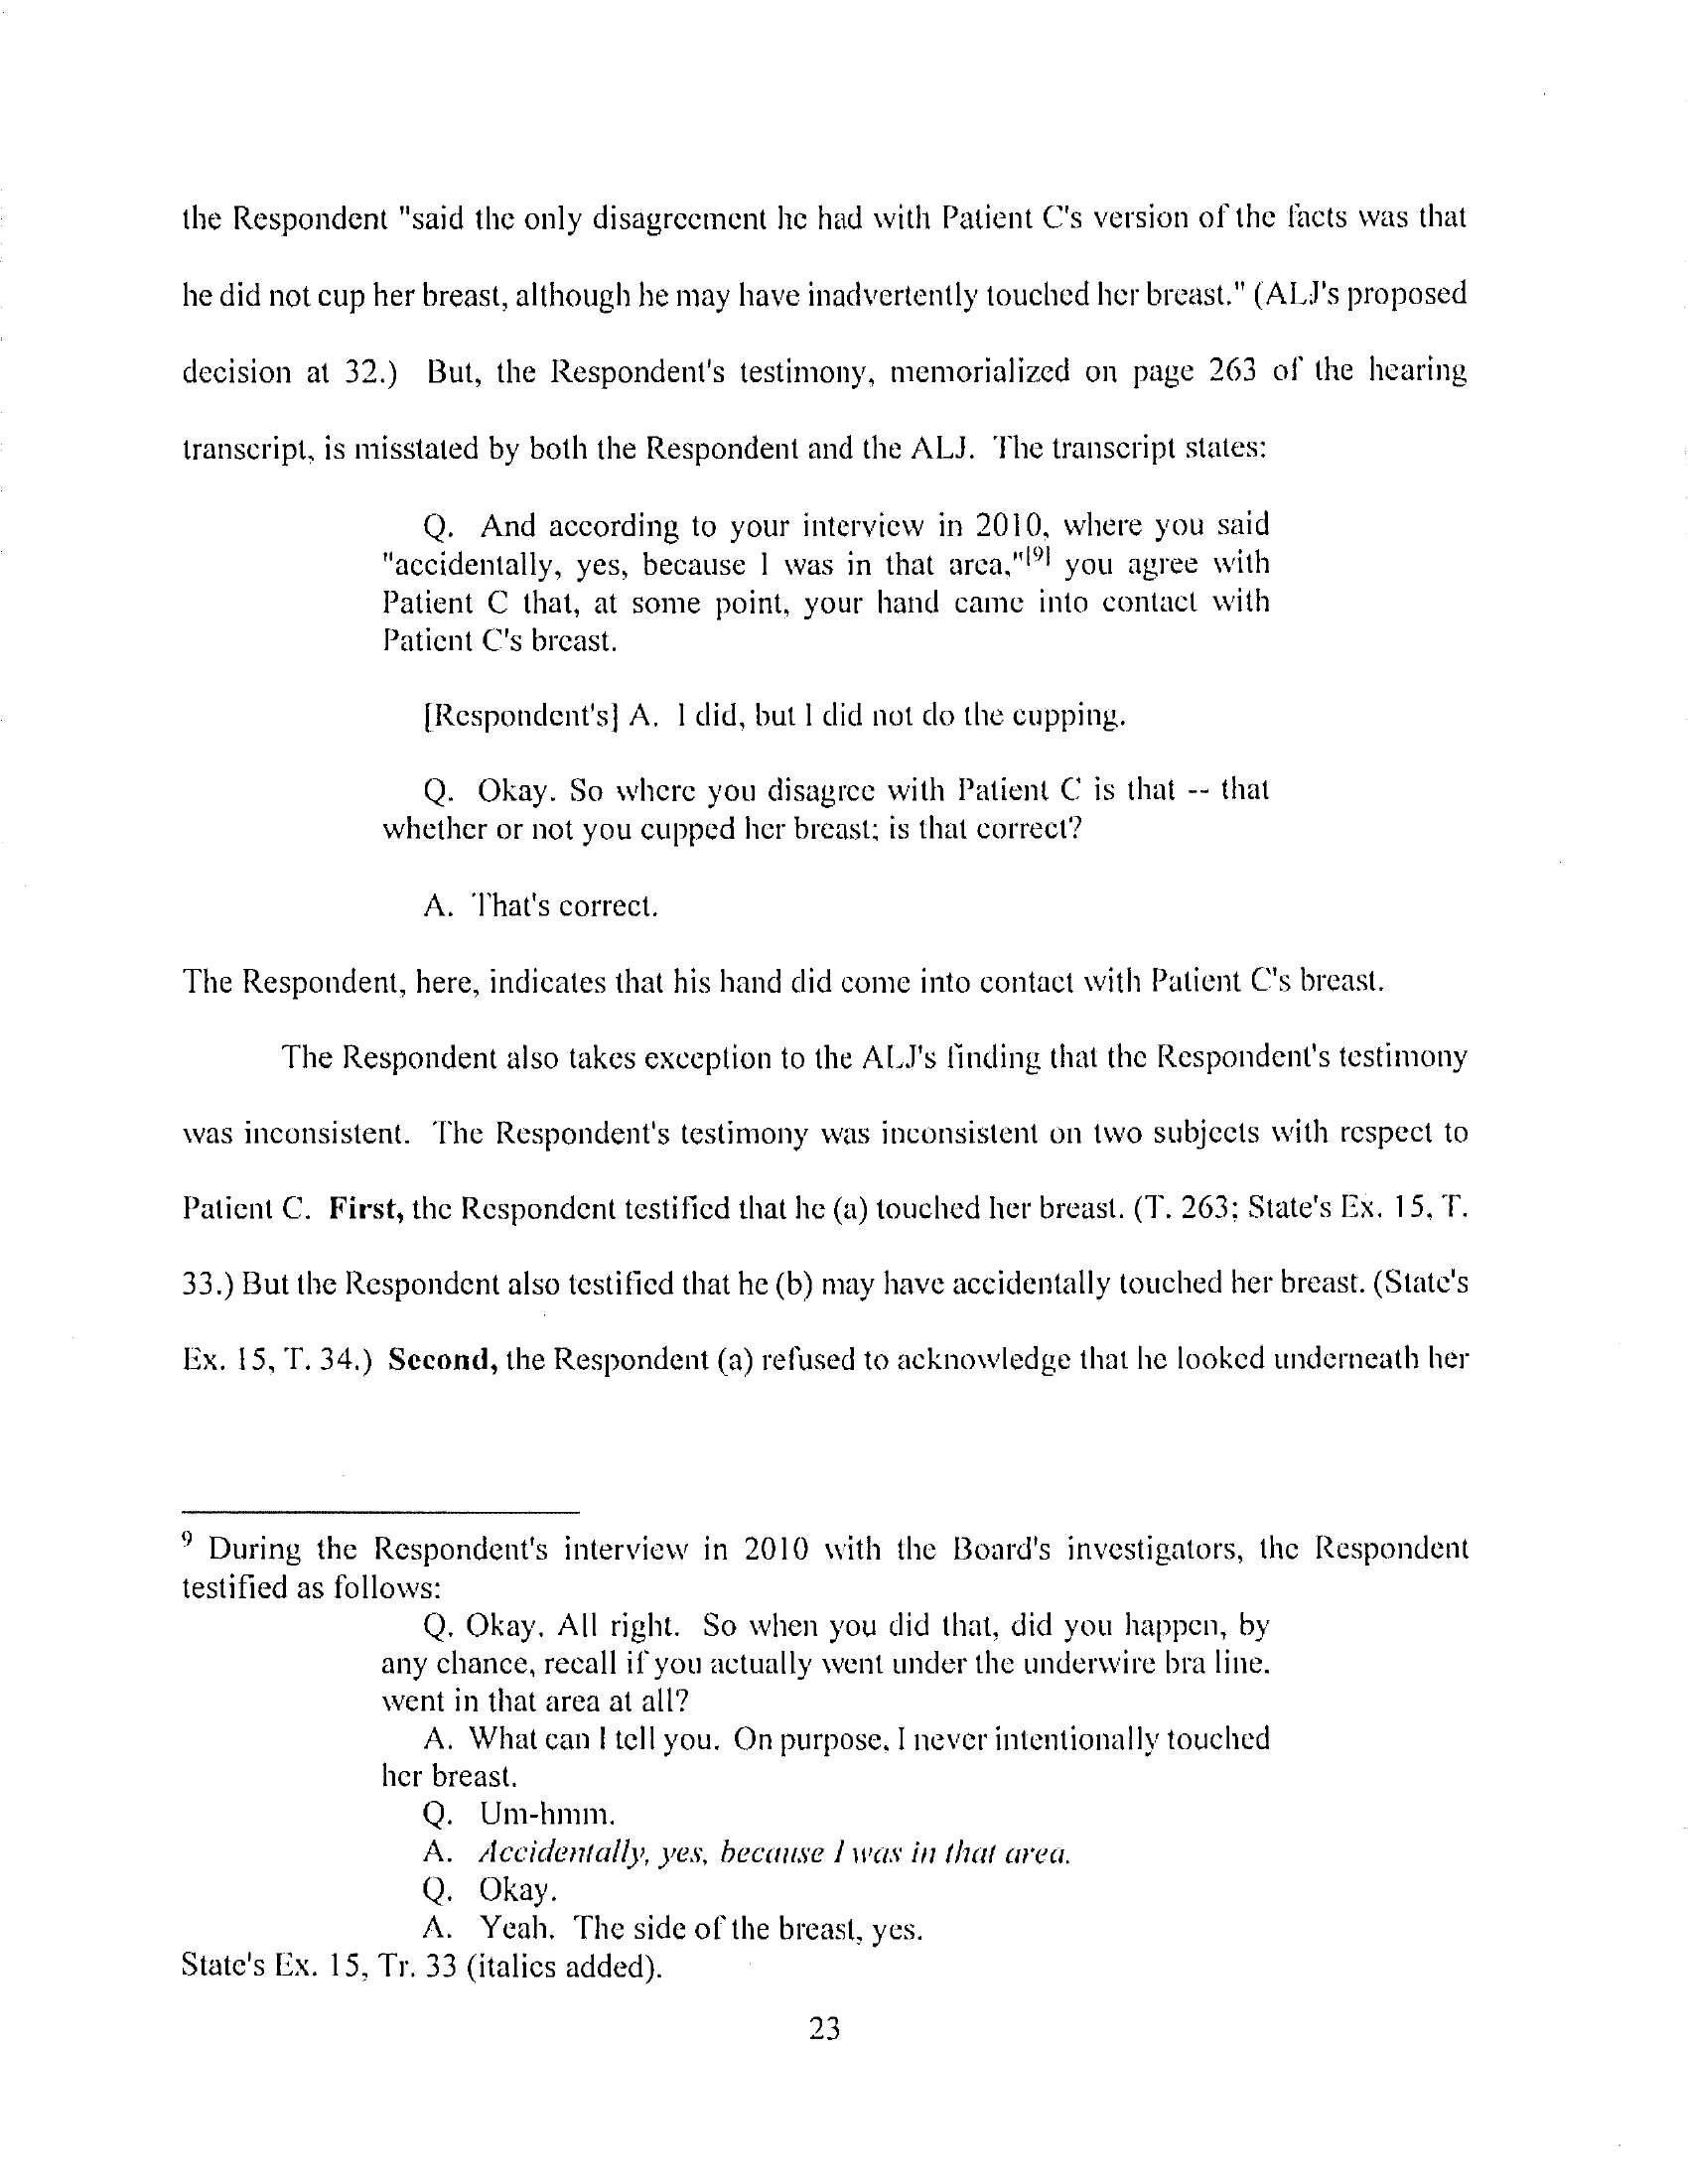 the Respondent "said the only disagreement he had with Patient C's version of the facts was that
he did not cup her breast, although he may have inadvertently touched her breast." (ALJ's proposed
decision at 32.) But, the Respondent's testimony, memorialized on page 263 of the hearing
transcript, is misstated by both the Respondent and the ALJ. The transcript states:
Q. And according to your interview in 2010, where you said
"accidentally, yes, because I was in that area,"[9] you agree with
Patient C that, at some point, your hand came into contact with
Patient C's breast.
[Respondent's] A. I did, but I did not do the cupping.
Q. Okay. So where you disagree with Patient C is that -- that
whether or not you cupped her breast; is that correct?
A. That's correct.
The Respondent, here, indicates that his hand did come into contact with Patient C's breast.
The Respondent also takes exception to the ALJ's finding that the Respondent's testimony
was inconsistent. The Respondent's testimony was inconsistent on two subjects with respect to
Patient C. First, the Respondent testified that he (a) touched her breast. (T. 263; State's Ex. 15, T.
33.) But the Respondent also testified that he (b) may have accidentally touched her breast. (State's
Ex. 15, T. 34.) Second, the Respondent (a) refused to acknowledge that he looked underneath her
9 During the Respondent's interview in 2010 with the Board's investigators, the Respondent
testified as follows:
Q. Okay. All right. So when you did that, did you happen, by
any chance, recall if you actually went under the underwire bra line.
went in that area at all?
A. What can I tell you. On purpose, I never intentionally touched
her breast.
Q. Um-hmm.
A. Accidentally, yes, because I was in that area.
Q. Okay.
A. Yeah. The side of the breast, yes.
State's Ex. 15, Tr. 33 (italics added).
23